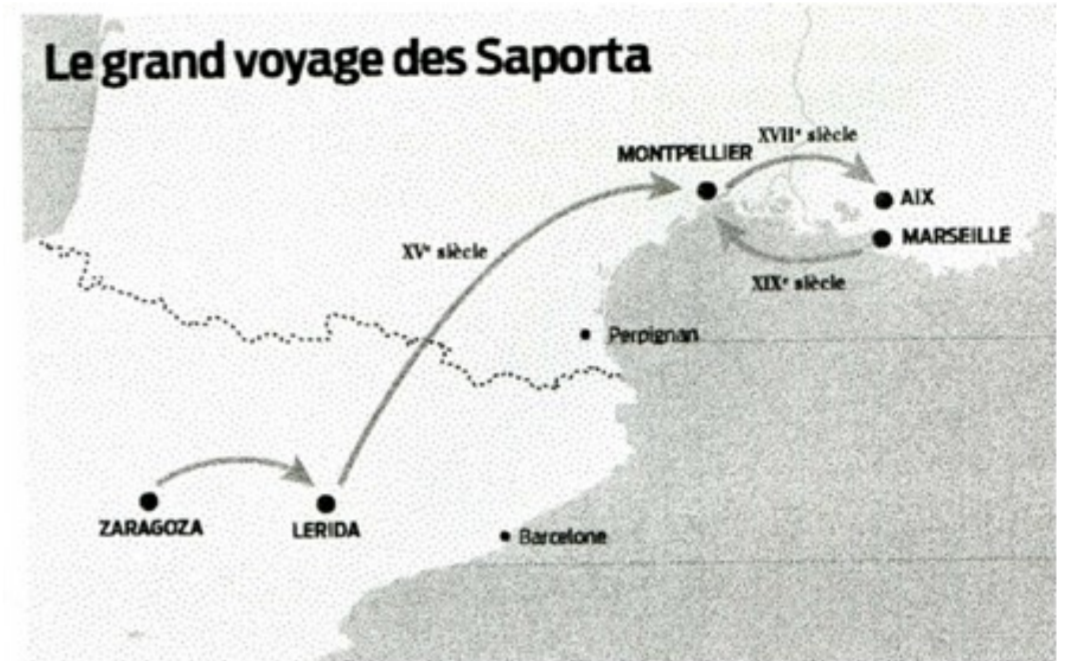 Le grand voyage des Saporta
XVIIᵉ siècle
MONTPELLIER
AIX
MARSEILLE
XVᵉ siècle
XIXᵉ siècle
Perpignan
ZARAGOZA
LERIDA
Barcelone